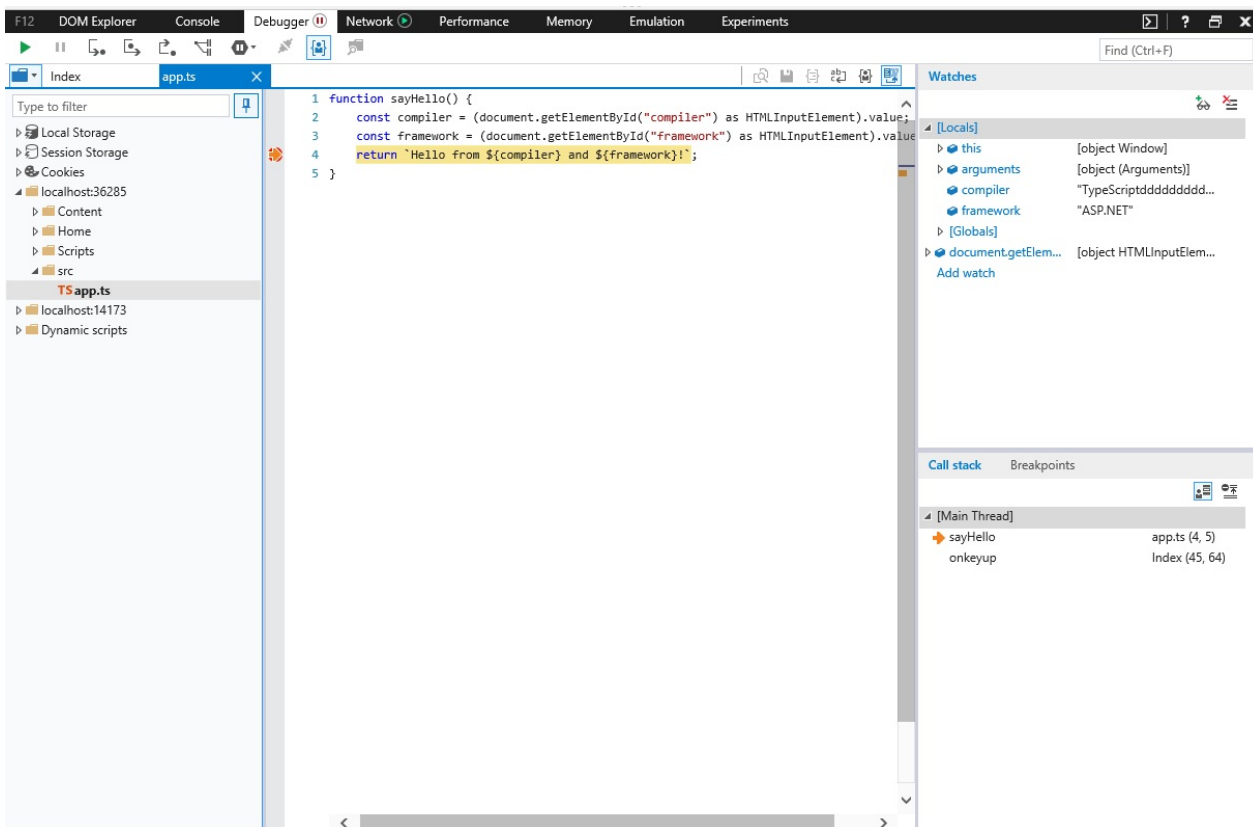 F12 DOM Explorer Console Debugger Network Performance Memory Emulation Experiments ?
Find (Ctrl+F)
Index app.ts
Type to filter
Local Storage
Session Storage
Cookies
localhost:36285
Content
Home
Scripts
src
TS app.ts
localhost:14173
Dynamic scripts
1 function sayHello() {
2 const compiler = (document.getElementById("compiler") as HTMLInputElement).value;
3 const framework = (document.getElementById("framework") as HTMLInputElement).value
4 return `Hello from ${compiler} and ${framework}!`;
5 }
Watches
[Locals]
this [object Window]
arguments [object (Arguments)]
compiler "TypeScriptdddddddddd...
framework "ASP.NET"
[Globals]
document.getElem... [object HTMLInputElem...
Add watch
Call stack Breakpoints
[Main Thread]
sayHello app.ts (4, 5)
onkeyup Index (45, 64)